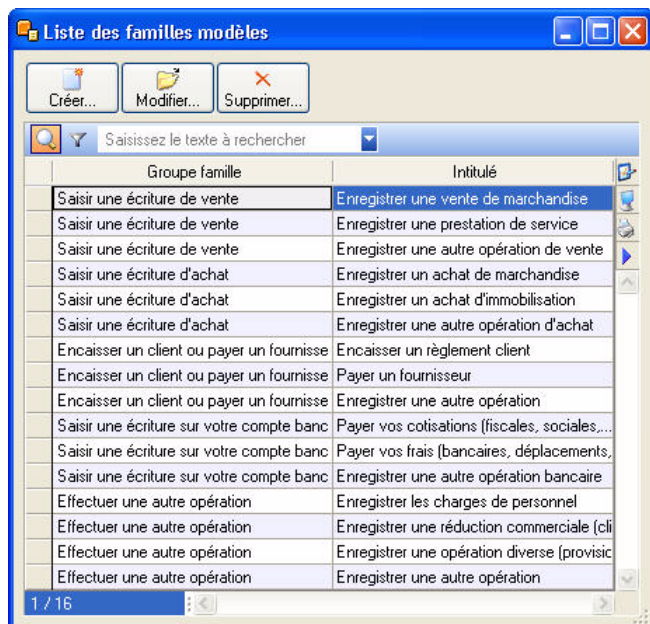 Liste des familles modèles
Créer... Modifier... Supprimer...
Saisissez le texte à rechercher
Groupe famille Intitulé
Saisir une écriture de vente Enregistrer une vente de marchandise
Saisir une écriture de vente Enregistrer une prestation de service
Saisir une écriture de vente Enregistrer une autre opération de vente
Saisir une écriture d'achat Enregistrer un achat de marchandise
Saisir une écriture d'achat Enregistrer un achat d'immobilisation
Saisir une écriture d'achat Enregistrer une autre opération d'achat
Encaisser un client ou payer un fournisse Encaisser un règlement client
Encaisser un client ou payer un fournisse Payer un fournisseur
Encaisser un client ou payer un fournisse Enregistrer une autre opération
Saisir une écriture sur votre compte banc Payer vos cotisations (fiscales, sociales,...
Saisir une écriture sur votre compte banc Payer vos frais (bancaires, déplacements,
Saisir une écriture sur votre compte banc Enregistrer une autre opération bancaire
Effectuer une autre opération Enregistrer les charges de personnel
Effectuer une autre opération Enregistrer une réduction commerciale (cli
Effectuer une autre opération Enregistrer une opération diverse (provisic
Effectuer une autre opération Enregistrer une autre opération
1 / 16